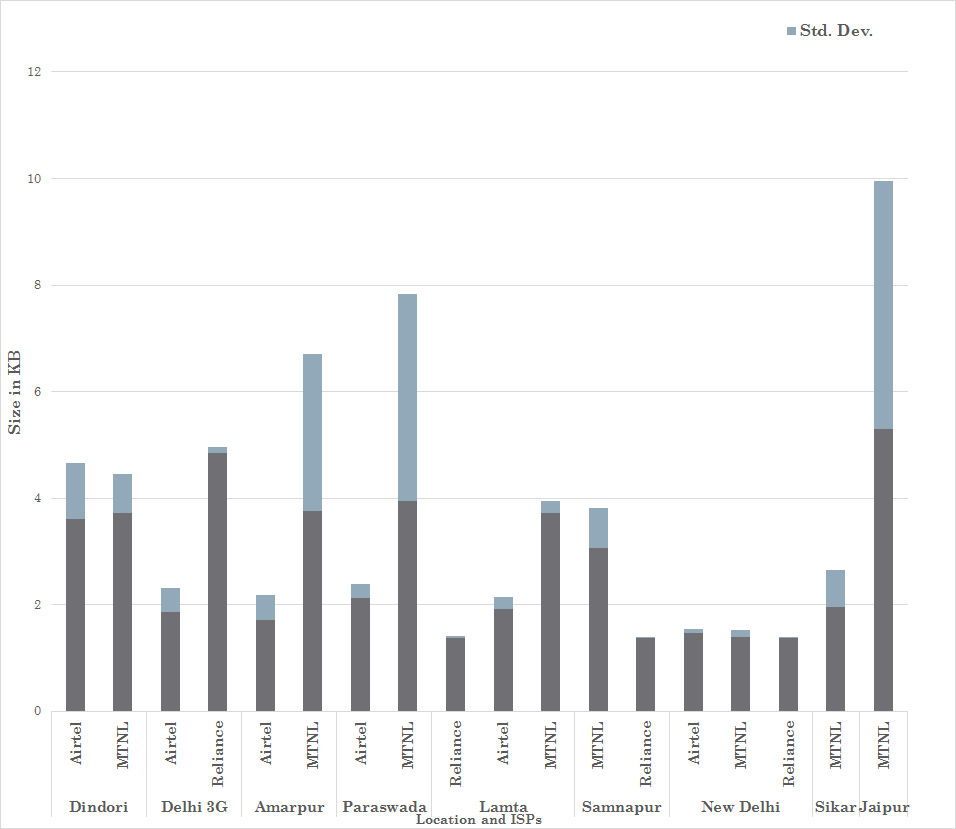 Std. Dev.
12
10
8
6
4
2
0
Size in KB
Airtel MTNL Airtel Reliance Airtel MTNL Airtel MTNL Reliance Airtel MTNL MTNL Reliance Airtel MTNL Reliance MTNL MTNL
Dindori Delhi 3G Amarpur Paraswada Lamta Samnapur New Delhi Sikar Jaipur
Location and ISPs